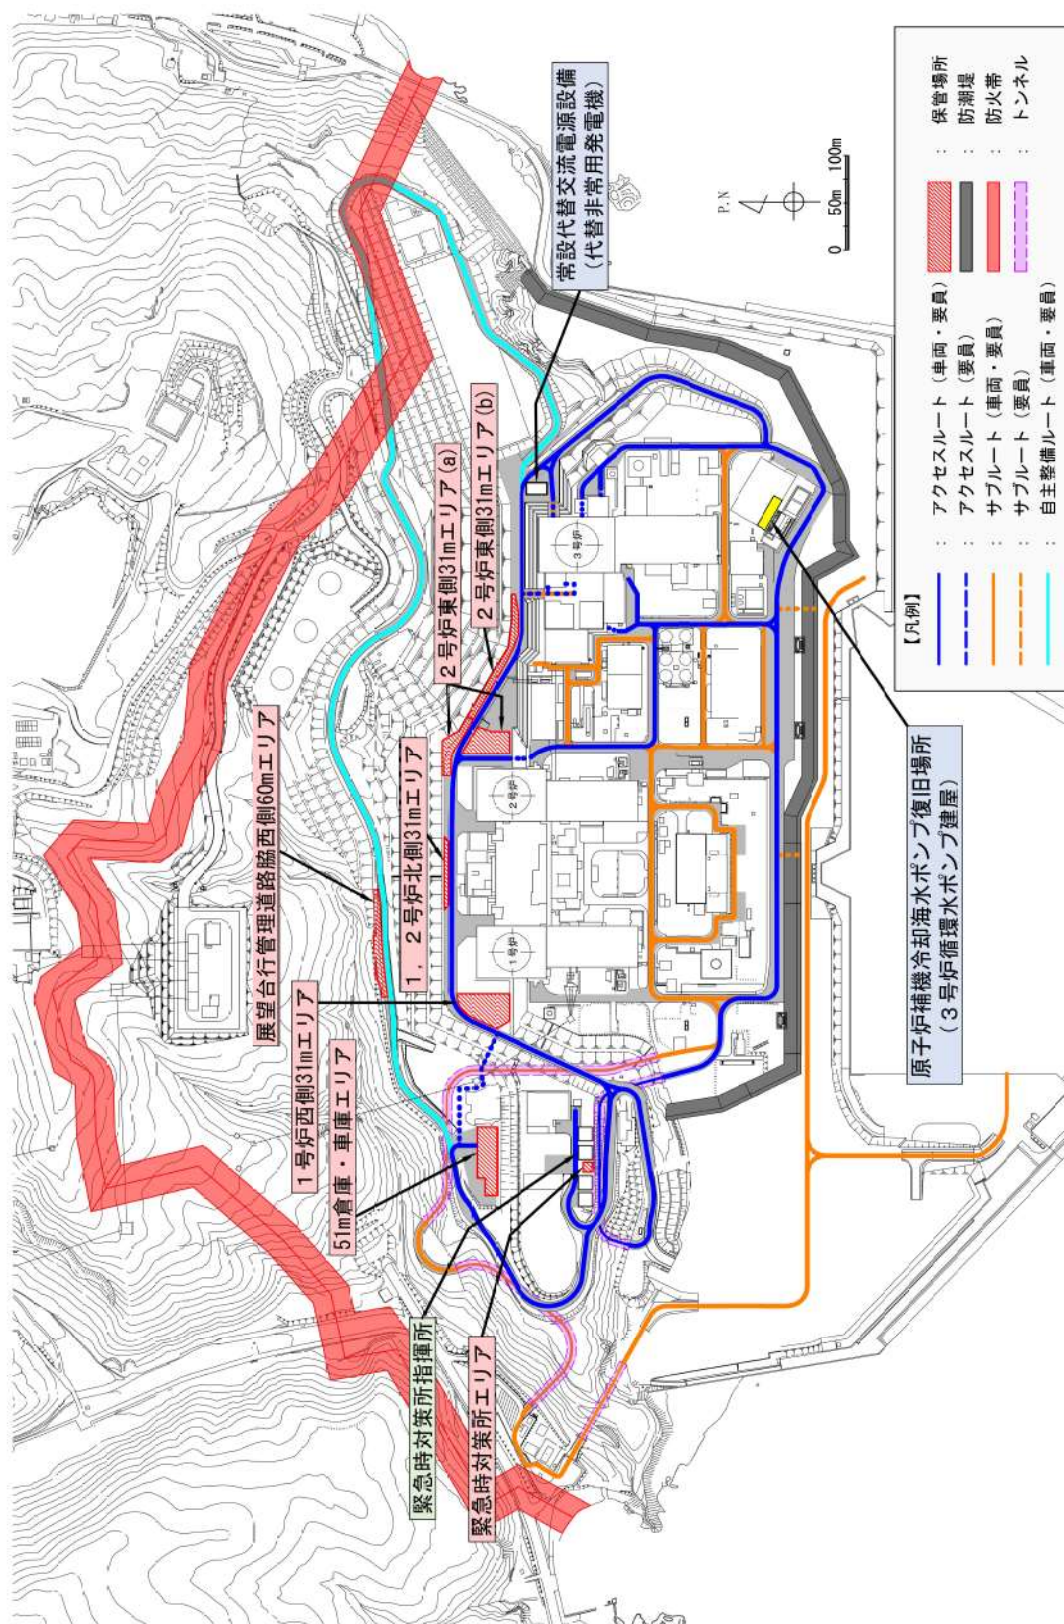 展望台行管理道路脇西側60mエリア
1号炉西側31mエリア
51m倉庫・車庫エリア
1,2号炉北側31mエリア
2号炉東側31mエリア(a)
2号炉東側31mエリア(b)
常設代替交流電源設備
(代替非常用発電機)
P.N
0 50m 100m
1号炉
2号炉
3号炉
緊急時対策所指揮所
緊急時対策所エリア
原子炉補機冷却海水ポンプ復旧場所
(3号炉循環水ポンプ建屋)
【凡例】
: アクセスルート(車両・要員)
: アクセスルート(要員)
: サブルート(車両・要員)
: サブルート(要員)
: 自主整備ルート(車両・要員)
: 保管場所
: 防潮堤
: 防火帯
: トンネル